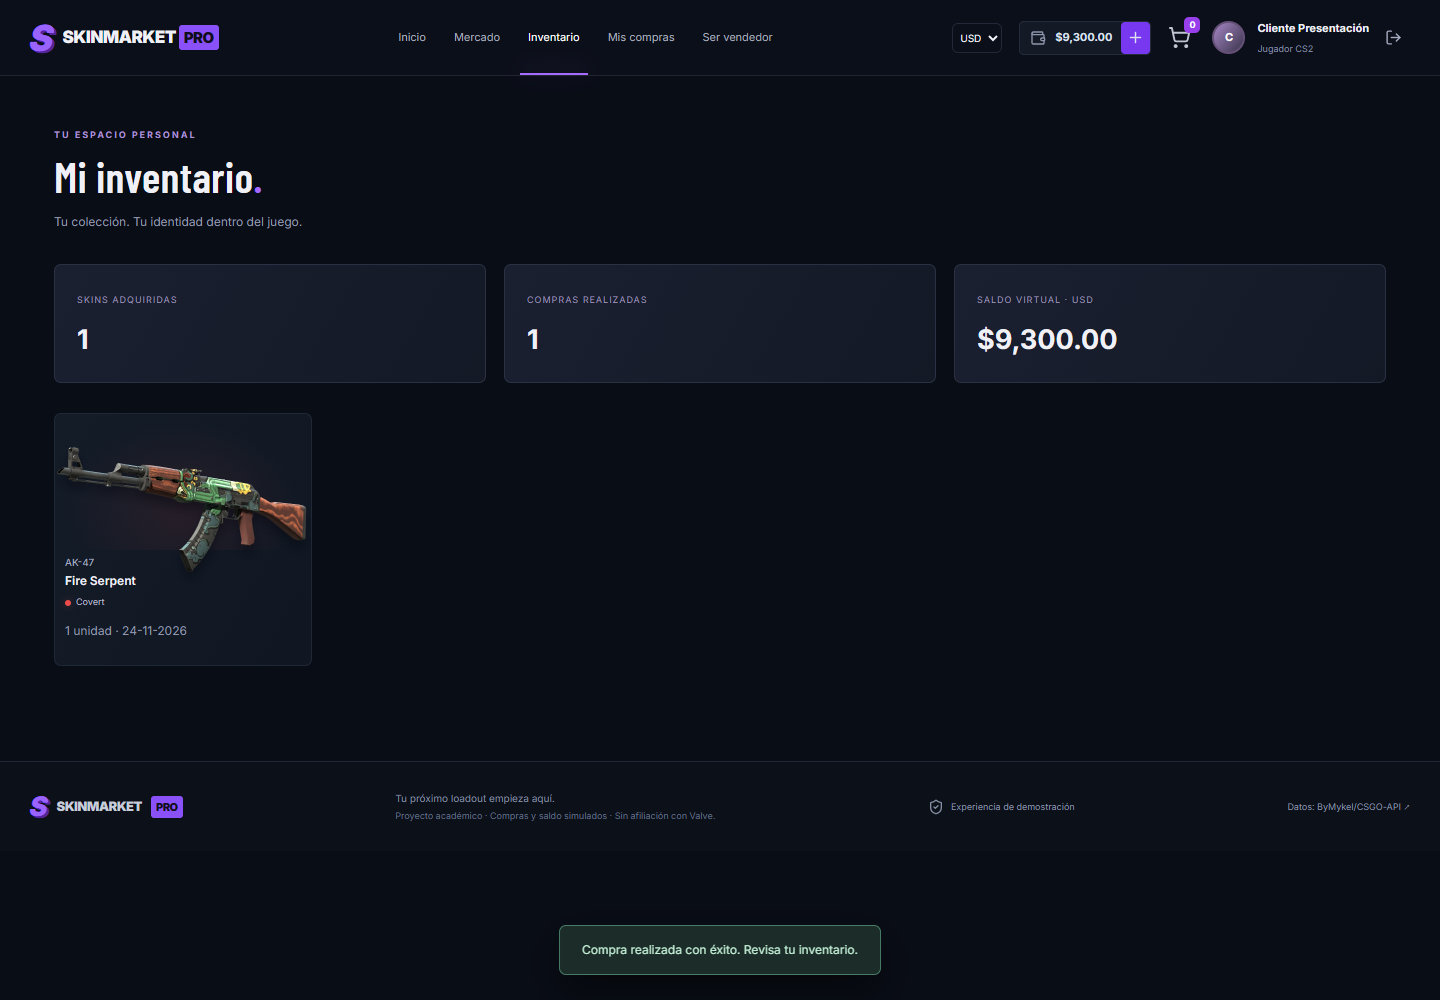 SKINMARKET PRO
Inicio
Mercado
Inventario
Mis compras
Ser vendedor
USD
$9,300.00
+
0
C
Cliente Presentación
Jugador CS2
TU ESPACIO PERSONAL
Mi inventario.
Tu colección. Tu identidad dentro del juego.
SKINS ADQUIRIDAS
1
COMPRAS REALIZADAS
1
SALDO VIRTUAL · USD
$9,300.00
AK-47
Fire Serpent
Covert
1 unidad · 24-11-2026
SKINMARKET PRO
Tu próximo loadout empieza aquí.
Proyecto académico · Compras y saldo simulados · Sin afiliación con Valve.
Experiencia de demostración
Datos: ByMykel/CSGO-API ↗
Compra realizada con éxito. Revisa tu inventario.